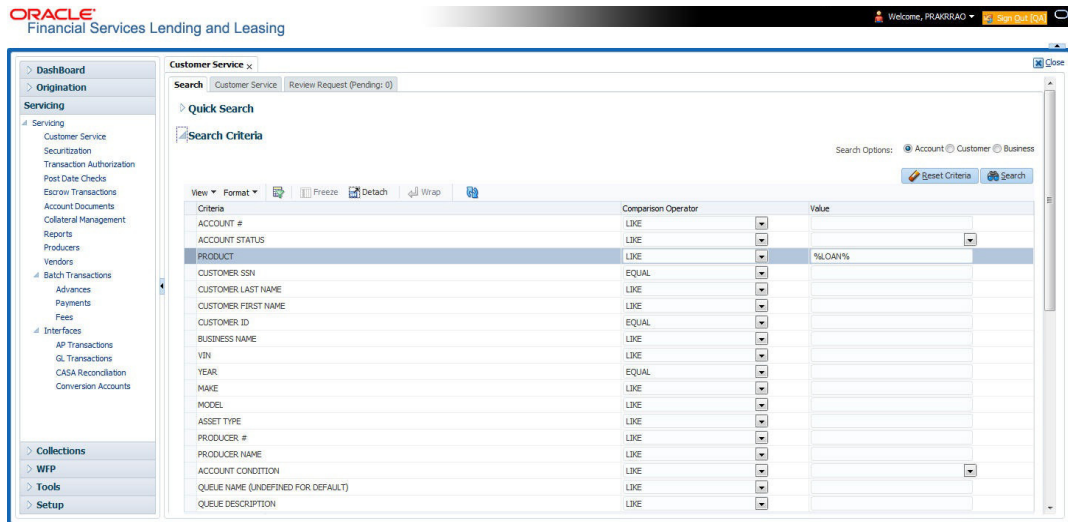 ORACLE
Financial Services Lending and Leasing
Welcome, PRAKRRAO
Sign Out [QA]
Close
DashBoard
Origination
Servicing
Servicing
Customer Service
Securitization
Transaction Authorization
Post Date Checks
Escrow Transactions
Account Documents
Collateral Management
Reports
Producers
Vendors
Batch Transactions
Advances
Payments
Fees
Interfaces
AP Transactions
GL Transactions
CASA Reconciliation
Conversion Accounts
Collections
WFP
Tools
Setup
Customer Service x
Search Customer Service Review Request (Pending: 0)
Quick Search
Search Criteria
Search Options: Account Customer Business
Reset Criteria Search
View Format Freeze Detach Wrap
Criteria Comparison Operator Value
ACCOUNT # LIKE
ACCOUNT STATUS LIKE
PRODUCT LIKE %LOAN%
CUSTOMER SSN EQUAL
CUSTOMER LAST NAME LIKE
CUSTOMER FIRST NAME LIKE
CUSTOMER ID EQUAL
BUSINESS NAME LIKE
VIN LIKE
YEAR EQUAL
MAKE LIKE
MODEL LIKE
ASSET TYPE LIKE
PRODUCER # LIKE
PRODUCER NAME LIKE
ACCOUNT CONDITION LIKE
QUEUE NAME (UNDEFINED FOR DEFAULT) LIKE
QUEUE DESCRIPTION LIKE